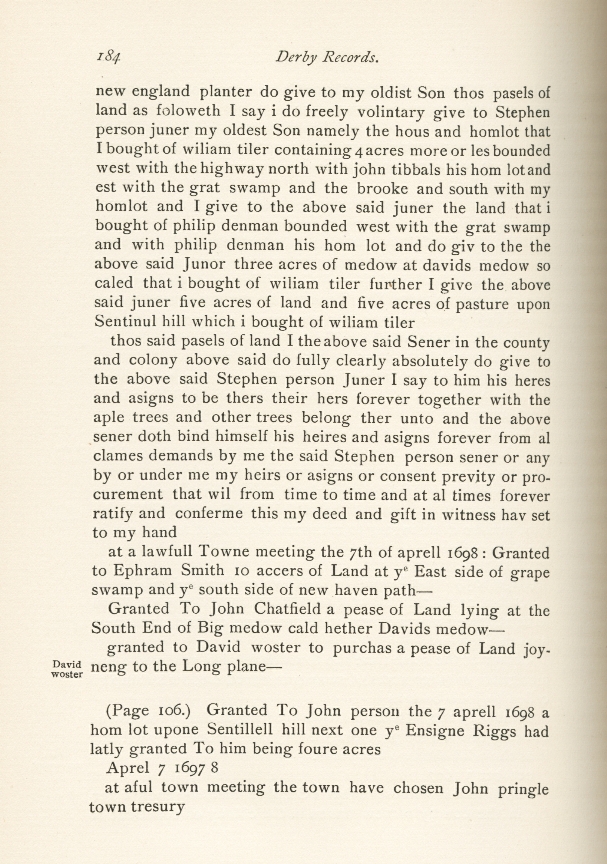 184 Derby Records.
new england planter do give to my oldist Son thos pasels of
land as foloweth I say i do freely volintary give to Stephen
person juner my oldest Son namely the hous and homlot that
I bought of wiliam tiler containing 4 acres more or les bounded
west with the highway north with john tibbals his hom lot and
est with the grat swamp and the brooke and south with my
homlot and I give to the above said juner the land that i
bought of philip denman bounded west with the grat swamp
and with philip denman his hom lot and do giv to the the
above said Junor three acres of medow at davids medow so
caled that i bought of wiliam tiler further I give the above
said juner five acres of land and five acres of pasture upon
Sentinul hill which i bought of wiliam tiler
thos said pasels of land I the above said Sener in the county
and colony above said do fully clearly absolutely do give to
the above said Stephen person Juner I say to him his heres
and asigns to be thers their hers forever together with the
aple trees and other trees belong ther unto and the above
sener doth bind himself his heires and asigns forever from al
clames demands by me the said Stephen person sener or any
by or under me my heirs or asigns or consent previty or pro-
curement that wil from time to time and at al times forever
ratify and conferme this my deed and gift in witness hav set
to my hand
at a lawfull Towne meeting the 7th of aprell 1698 : Granted
to Ephram Smith 10 accers of Land at yᵉ East side of grape
swamp and yᵉ south side of new haven path—
Granted To John Chatfield a pease of Land lying at the
South End of Big medow cald hether Davids medow—
granted to David woster to purchas a pease of Land joy-
David
woster
neng to the Long plane—
(Page 106.) Granted To John person the 7 aprell 1698 a
hom lot upone Sentillell hill next one yᵉ Ensigne Riggs had
latly granted To him being foure acres
Aprel 7 1697 8
at aful town meeting the town have chosen John pringle
town tresury